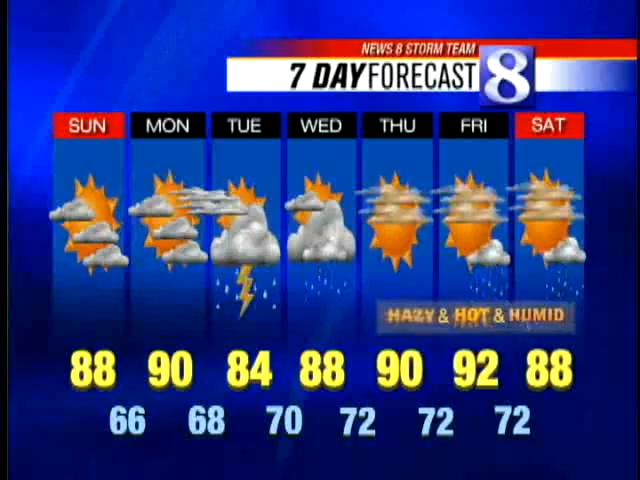 NEWS 8 STORM TEAM
7 DAY FORECAST 8
SUN MON TUE WED THU FRI SAT
HAZY & HOT & HUMID
88 90 84 88 90 92 88
66 68 70 72 72 72